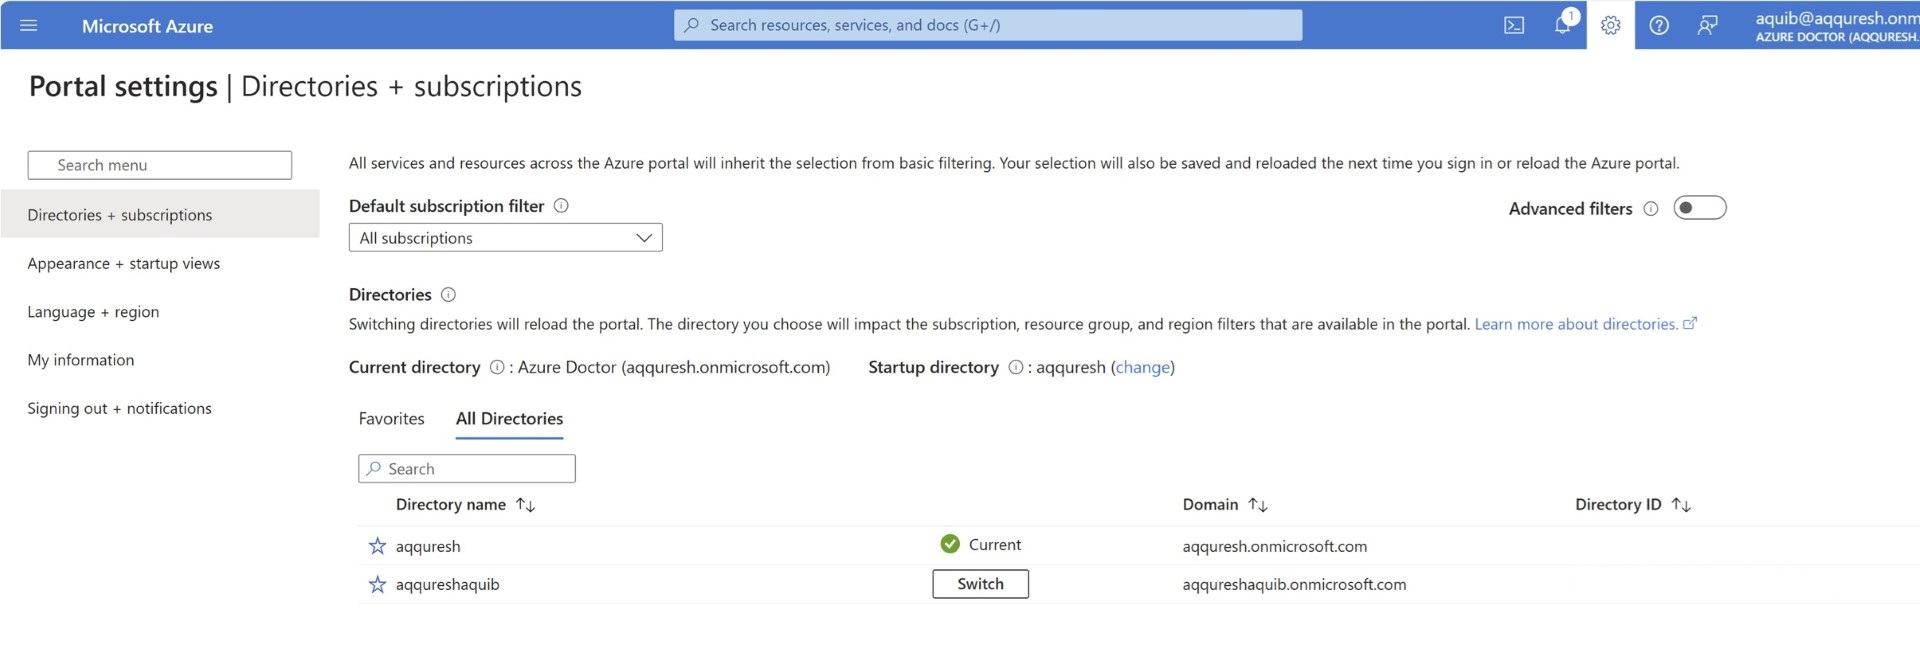 Microsoft Azure
Search resources, services, and docs (G+/)
1
aquib@aqquresh.onm
AZURE DOCTOR (AQQURESH.
Portal settings | Directories + subscriptions
Search menu
Directories + subscriptions
Appearance + startup views
Language + region
My information
Signing out + notifications
All services and resources across the Azure portal will inherit the selection from basic filtering. Your selection will also be saved and reloaded the next time you sign in or reload the Azure portal.
Default subscription filter
Advanced filters
All subscriptions
Directories
Switching directories will reload the portal. The directory you choose will impact the subscription, resource group, and region filters that are available in the portal. Learn more about directories.
Current directory : Azure Doctor (aqquresh.onmicrosoft.com) Startup directory : aqquresh (change)
Favorites All Directories
Search
Directory name ↑↓ Domain ↑↓ Directory ID ↑↓
aqquresh Current aqquresh.onmicrosoft.com
aqqureshaquib Switch aqqureshaquib.onmicrosoft.com